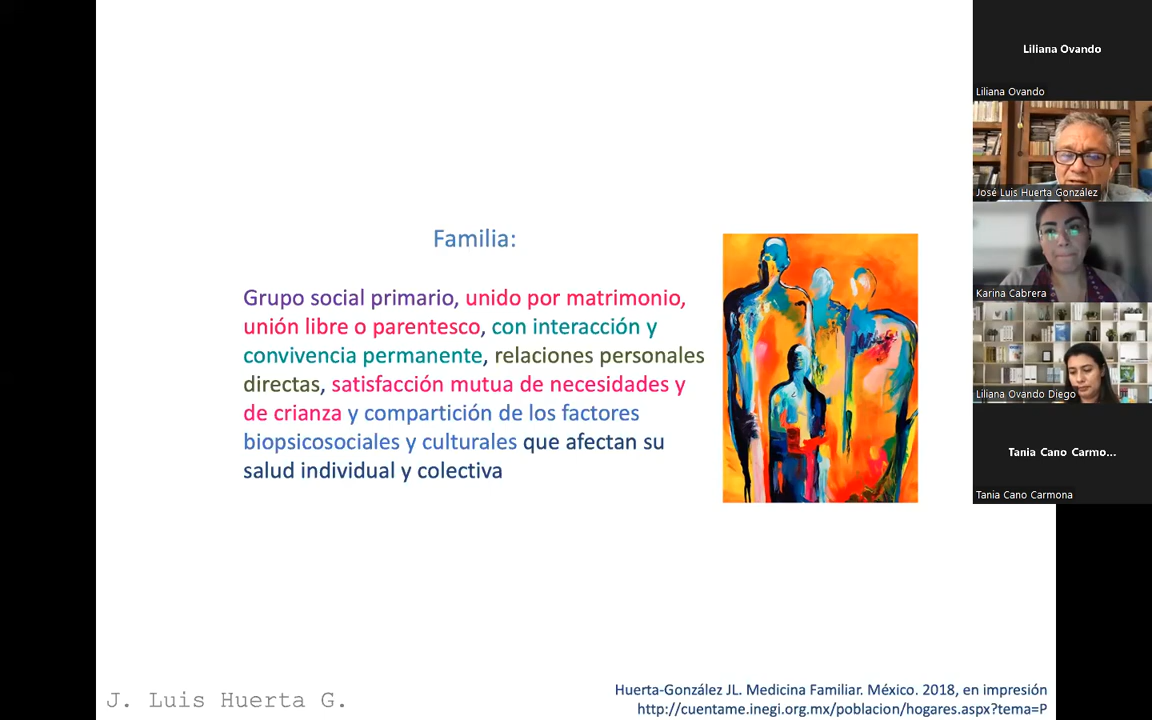 Familia:
Grupo social primario, unido por matrimonio,
unión libre o parentesco, con interacción y
convivencia permanente, relaciones personales
directas, satisfacción mutua de necesidades y
de crianza y compartición de los factores
biopsicosociales y culturales que afectan su
salud individual y colectiva
J. Luis Huerta G.
Huerta-González JL. Medicina Familiar. México. 2018, en impresión
http://cuentame.inegi.org.mx/poblacion/hogares.aspx?tema=P
Liliana Ovando
Liliana Ovando
José Luis Huerta González
Karina Cabrera
Liliana Ovando Diego
Tania Cano Carmo...
Tania Cano Carmona